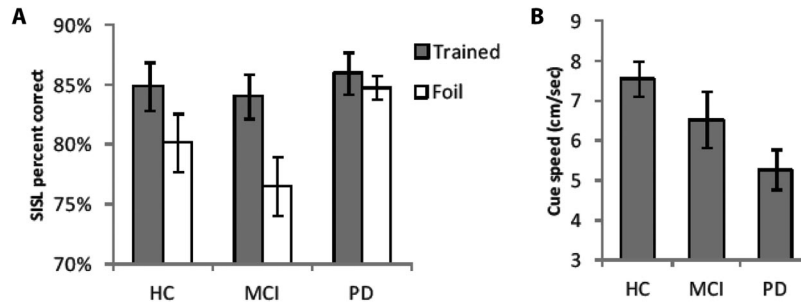 A
SISL percent correct
90%
85%
80%
75%
70%
HC
MCI
PD
Trained
Foil
B
Cue speed (cm/sec)
8
7
6
5
4
3
HC
MCI
PD